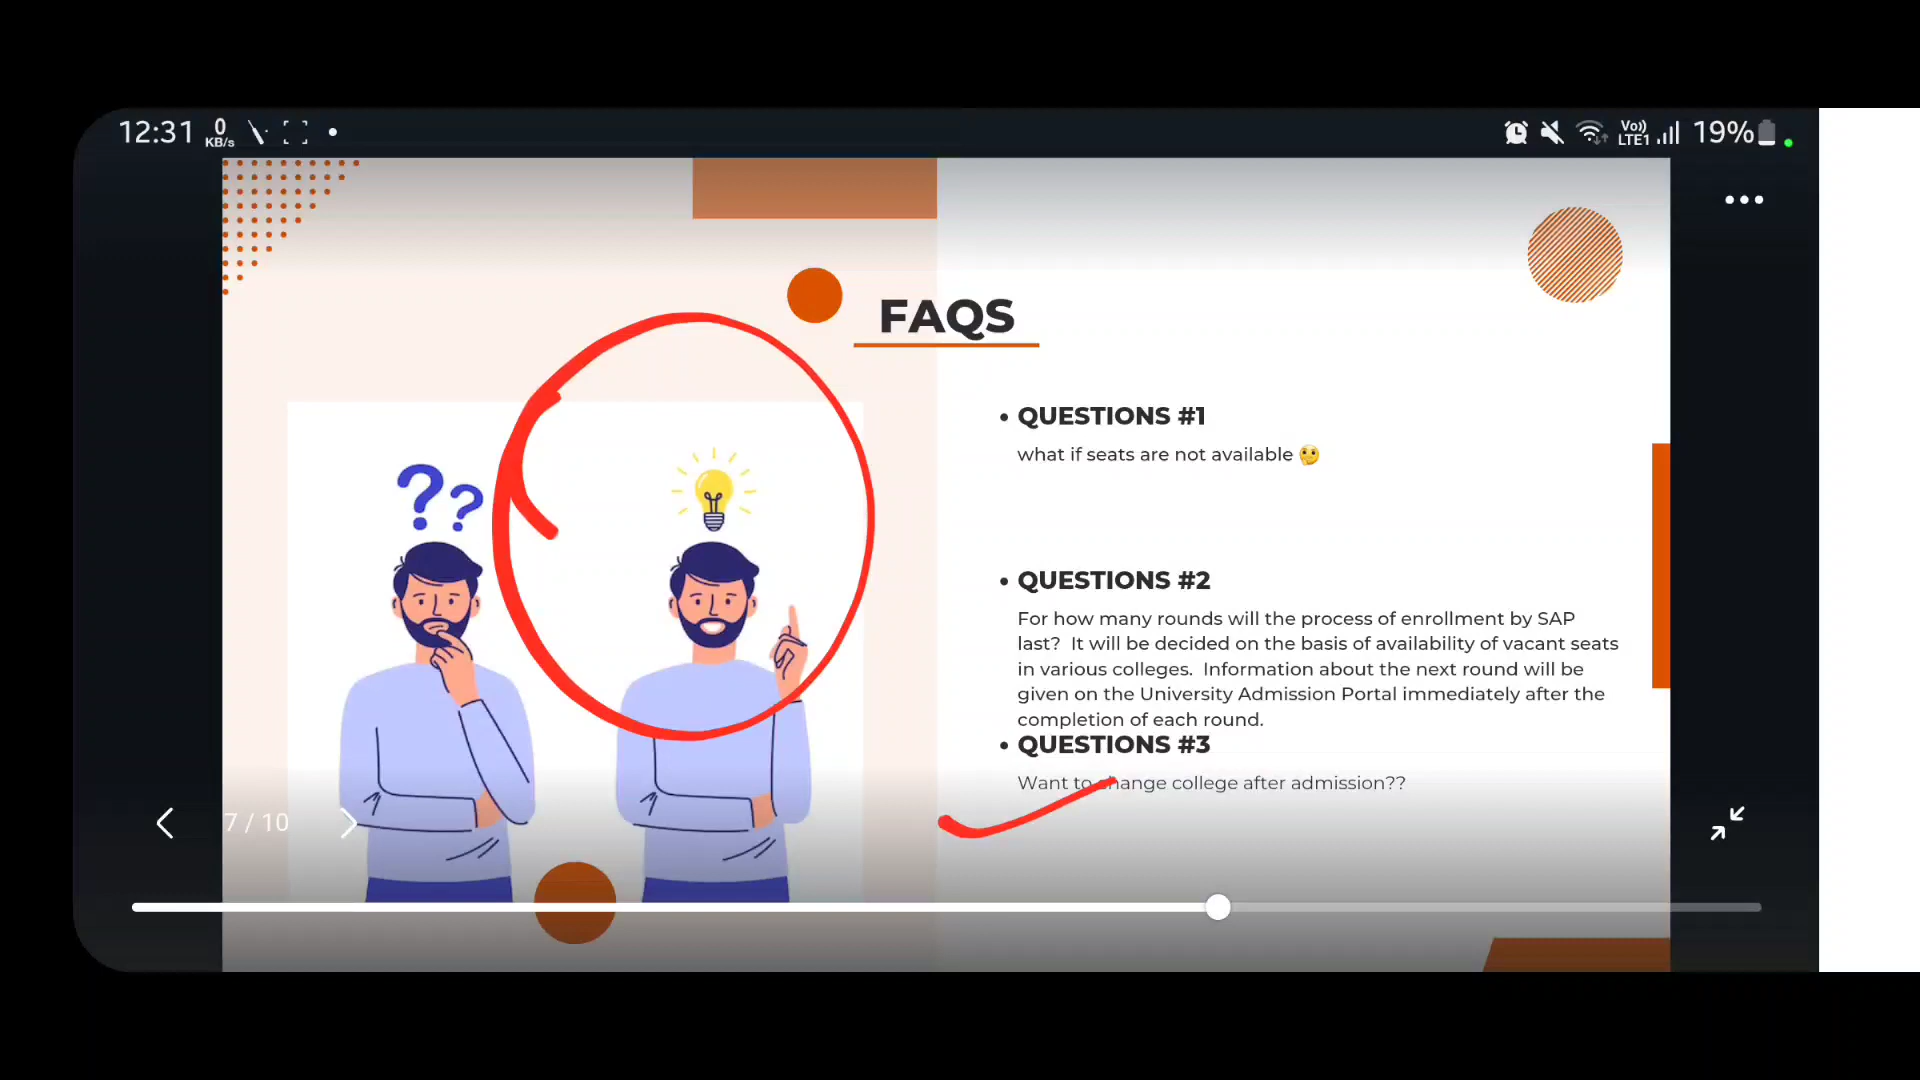 12:31 0 KB/s Vo)) LTE1 19%
FAQS
• QUESTIONS #1
what if seats are not available 🤔
• QUESTIONS #2
For how many rounds will the process of enrollment by SAP
last? It will be decided on the basis of availability of vacant seats
in various colleges. Information about the next round will be
given on the University Admission Portal immediately after the
completion of each round.
• QUESTIONS #3
Want to change college after admission??
7 / 10
??